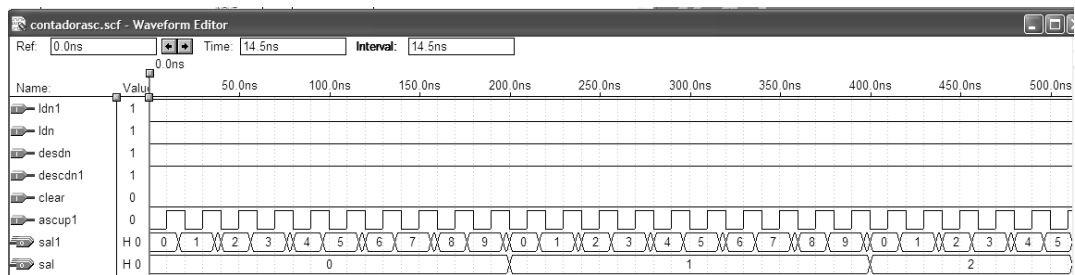 contadorasc.scf - Waveform Editor
Ref: 0.0ns Time: 14.5ns Interval: 14.5ns
0.0ns
Name: Valu 50.0ns 100.0ns 150.0ns 200.0ns 250.0ns 300.0ns 350.0ns 400.0ns 450.0ns 500.0ns
ldn1 1
ldn 1
desdn 1
descdn1 1
clear 0
ascup1 0
sal1 H 0 0 1 2 3 4 5 6 7 8 9 0 1 2 3 4 5 6 7 8 9 0 1 2 3 4 5
sal H 0 0 1 2